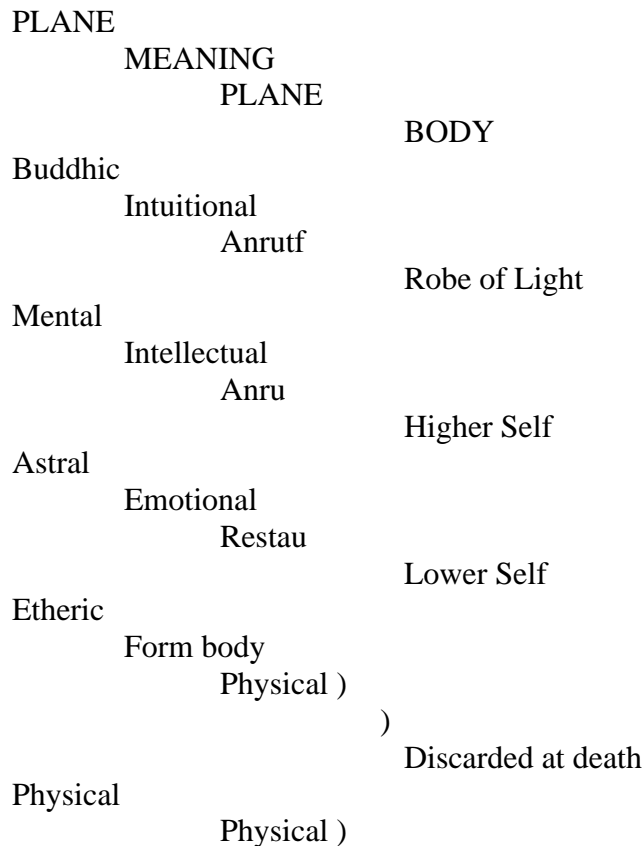 PLANE
MEANING
PLANE
BODY
Buddhic
Intuitional
Anrutf
Robe of Light
Mental
Intellectual
Anru
Higher Self
Astral
Emotional
Restau
Lower Self
Etheric
Form body
Physical )
)
Discarded at death
Physical
Physical )